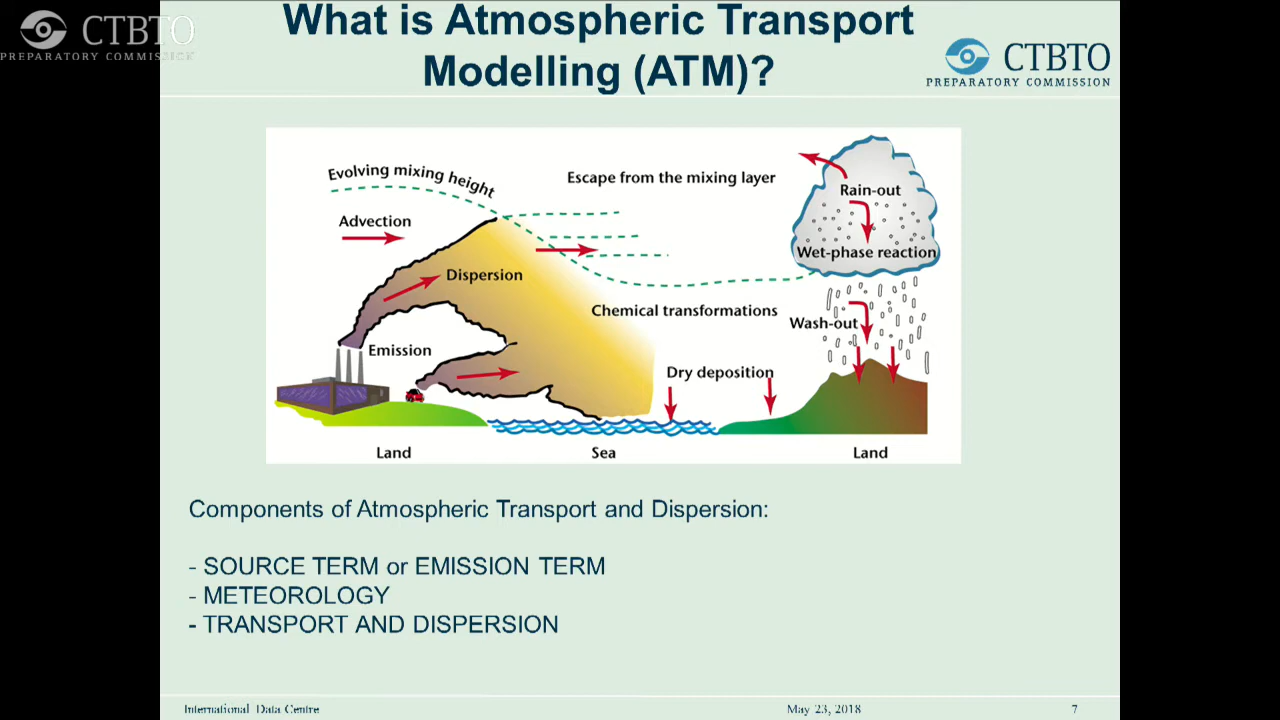 What is Atmospheric Transport
Modelling (ATM)?
CTBTO
PREPARATORY COMMISSION
CTBTO
PREPARATORY COMMISSION
Evolving mixing height
Escape from the mixing layer
Rain-out
Advection
Wet-phase reaction
Dispersion
Chemical transformations
Wash-out
Emission
Dry deposition
Land
Sea
Land
Components of Atmospheric Transport and Dispersion:
- SOURCE TERM or EMISSION TERM
- METEOROLOGY
- TRANSPORT AND DISPERSION
International Data Centre
May 23, 2018
7